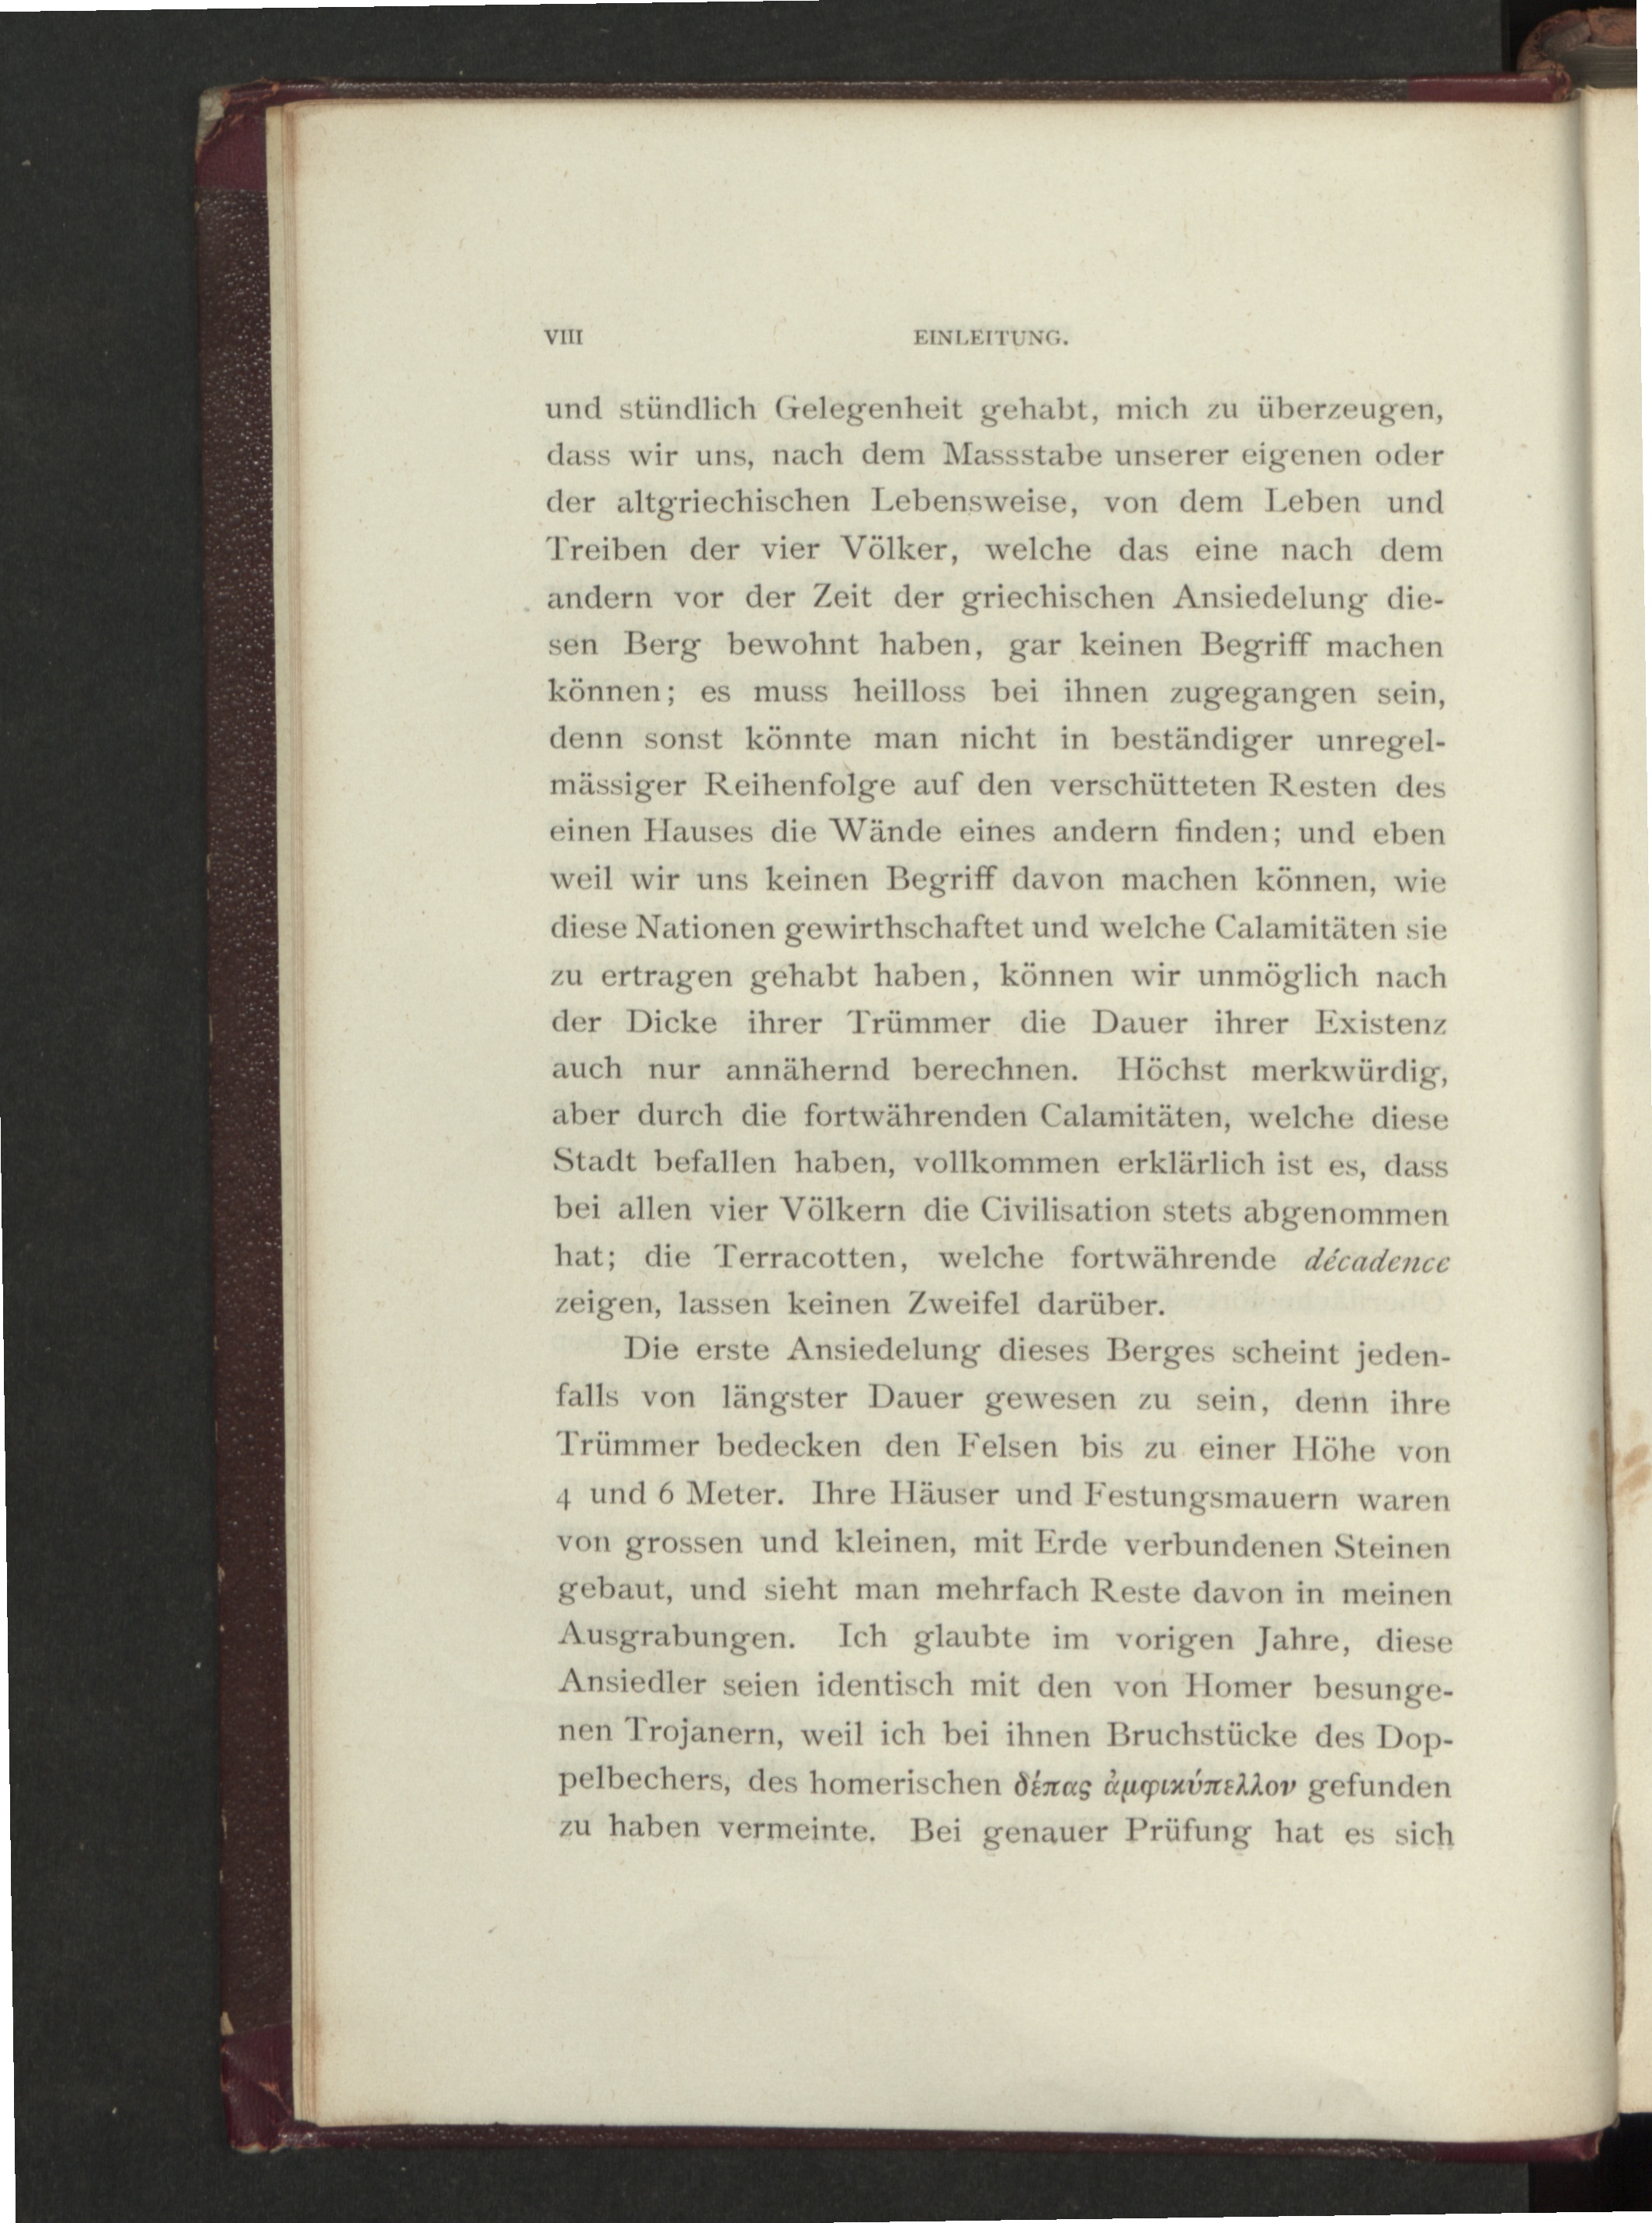 VIII EINLEITUNG.
und stündlich Gelegenheit gehabt, mich zu überzeugen,
dass wir uns, nach dem Massstabe unserer eigenen oder
der altgriechischen Lebensweise, von dem Leben und
Treiben der vier Völker, welche das eine nach dem
andern vor der Zeit der griechischen Ansiedelung die-
sen Berg bewohnt haben, gar keinen Begriff machen
können; es muss heilloss bei ihnen zugegangen sein,
denn sonst könnte man nicht in beständiger unregel-
mässiger Reihenfolge auf den verschütteten Resten des
einen Hauses die Wände eines andern finden; und eben
weil wir uns keinen Begriff davon machen können, wie
diese Nationen gewirthschaftet und welche Calamitäten sie
zu ertragen gehabt haben, können wir unmöglich nach
der Dicke ihrer Trümmer die Dauer ihrer Existenz
auch nur annähernd berechnen. Höchst merkwürdig,
aber durch die fortwährenden Calamitäten, welche diese
Stadt befallen haben, vollkommen erklärlich ist es, dass
bei allen vier Völkern die Civilisation stets abgenommen
hat; die Terracotten, welche fortwährende décadence
zeigen, lassen keinen Zweifel darüber.
Die erste Ansiedelung dieses Berges scheint jeden-
falls von längster Dauer gewesen zu sein, denn ihre
Trümmer bedecken den Felsen bis zu einer Höhe von
4 und 6 Meter. Ihre Häuser und Festungsmauern waren
von grossen und kleinen, mit Erde verbundenen Steinen
gebaut, und sieht man mehrfach Reste davon in meinen
Ausgrabungen. Ich glaubte im vorigen Jahre, diese
Ansiedler seien identisch mit den von Homer besunge-
nen Trojanern, weil ich bei ihnen Bruchstücke des Dop-
pelbechers, des homerischen δέπας ἀμφικύπελλον gefunden
zu haben vermeinte. Bei genauer Prüfung hat es sich